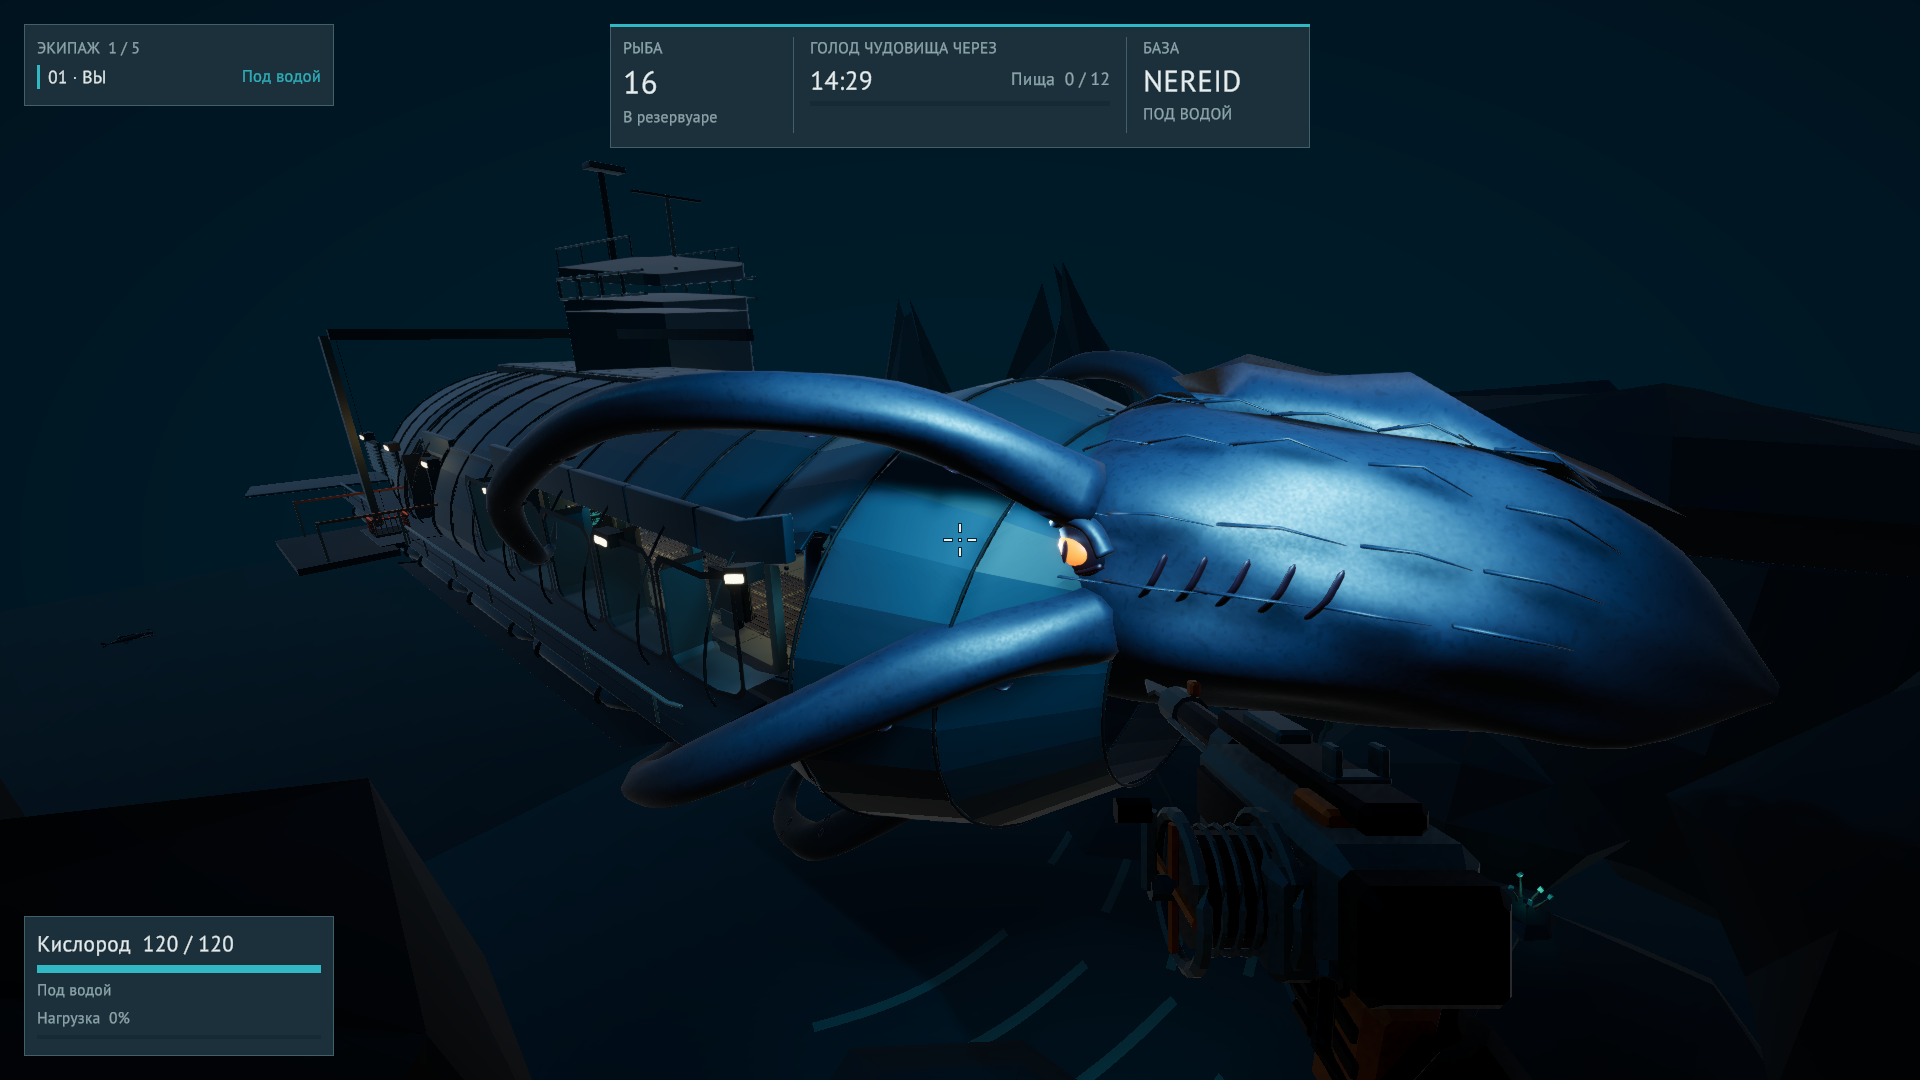 ЭКИПАЖ 1 / 5
01 · ВЫ Под водой
РЫБА
16
В резервуаре
ГОЛОД ЧУДОВИЩА ЧЕРЕЗ
14:29 Пища 0 / 12
БАЗА
NEREID
ПОД ВОДОЙ
Кислород 120 / 120
Под водой
Нагрузка 0%